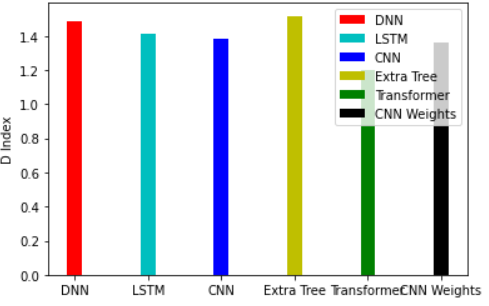 D Index
1.4
1.2
1.0
0.8
0.6
0.4
0.2
0.0
DNN
LSTM
CNN
Extra Tree
Transformer
CNN Weights
DNN LSTM CNN Extra Tree Transformer CNN Weights